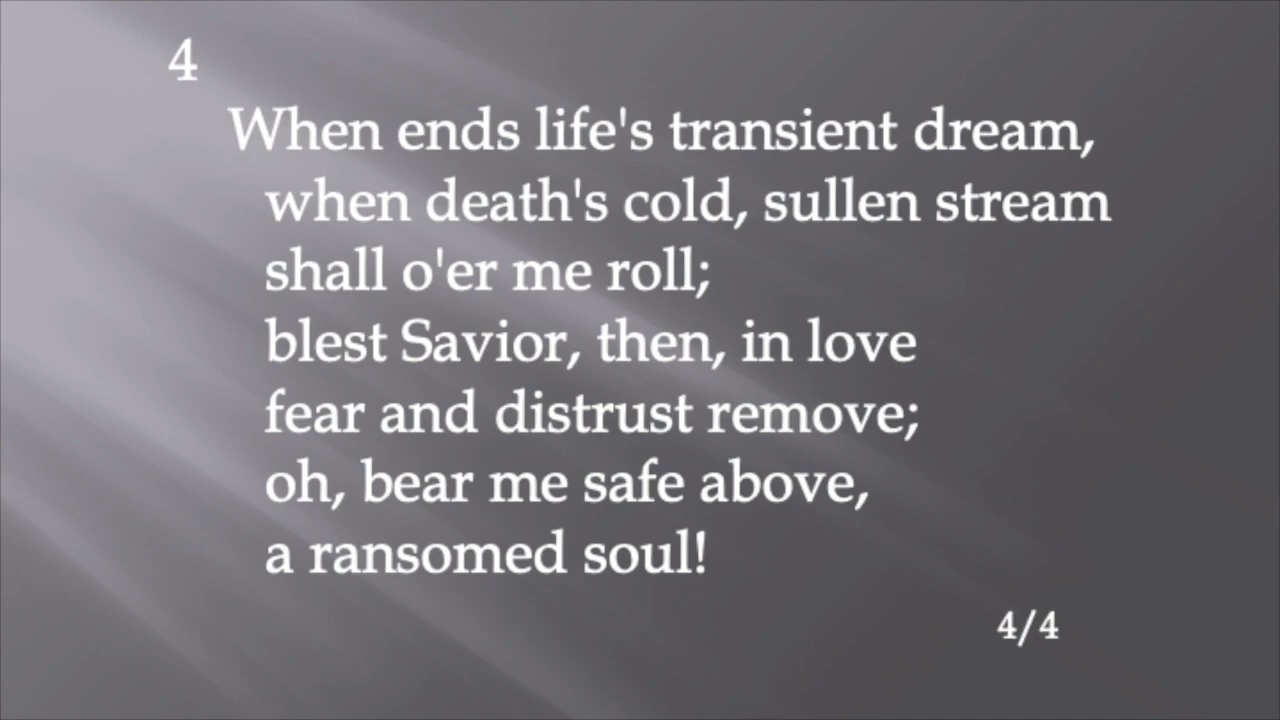 4
When ends life's transient dream,
when death's cold, sullen stream
shall o'er me roll;
blest Savior, then, in love
fear and distrust remove;
oh, bear me safe above,
a ransomed soul!
4/4